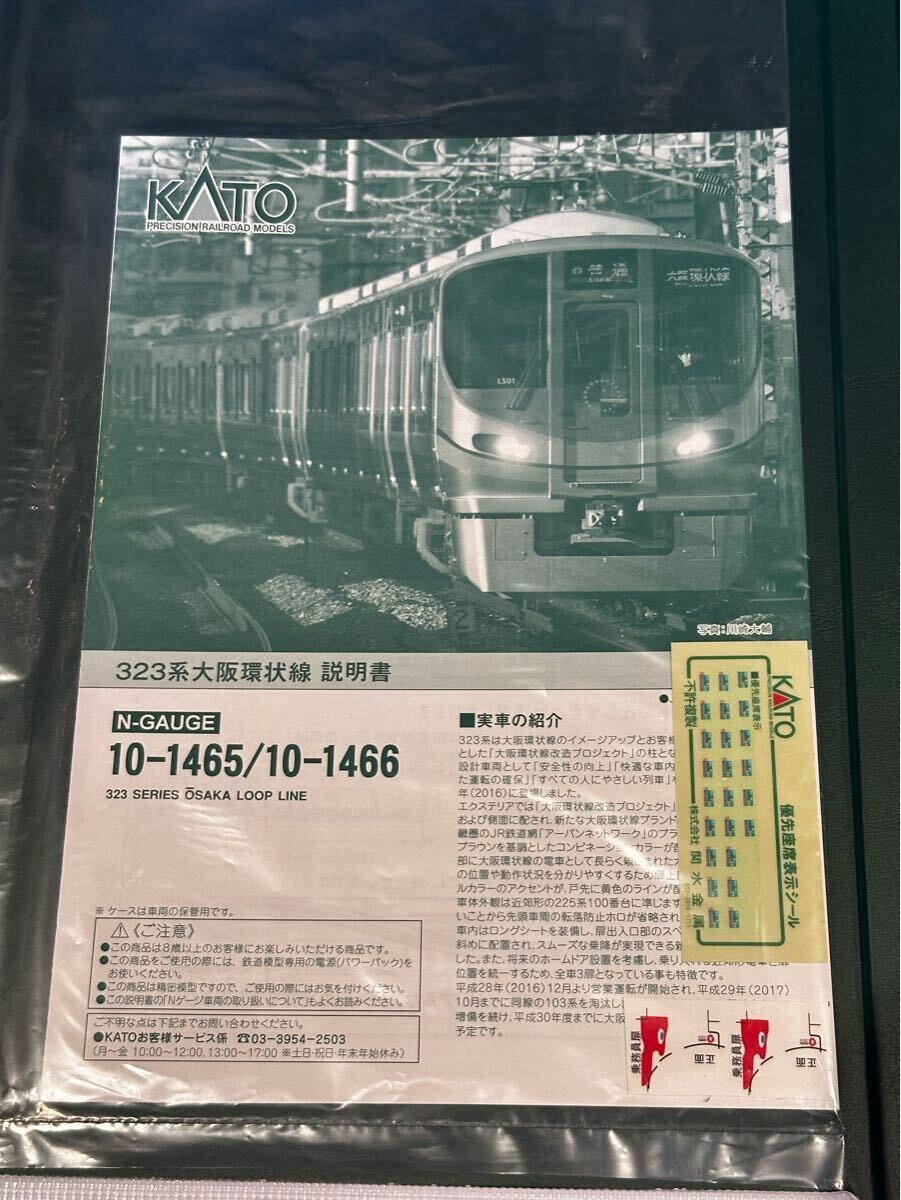 KATO
PRECISION RAILROAD MODELS
普通
大阪環状線
LS01
写真：川崎大輔
323系大阪環状線 説明書
N-GAUGE
10-1465/10-1466
323 SERIES OSAKA LOOP LINE
※ ケースは車両の保管用です。
⚠《ご注意》
●この商品は8歳以上のお客様にお楽しみいただける商品です。
●この商品をご使用の際には、鉄道模型専用の電源(パワーパック)を
お使いください。
●この商品は精密模型ですので、ご使用の際にはお気を付けください。
●この説明書の「Nゲージ車両の取り扱いについて」もよくお読みください。
ご不明な点は下記までお問い合わせください。
●KATOお客様サービス係 ☎03-3954-2503
(月～金 10:00～12:00、13:00～17:00 ※土日・祝日・年末年始休み)
■実車の紹介
323系は大阪環状線のイメージアップとお客様
とした「大阪環状線改造プロジェクト」の柱とな
設計車両として「安全性の向上」「快適な車内
た運転の確保」「すべての人にやさしい列車」を
年(2016)に登場しました。
エクステリアでは「大阪環状線改造プロジェクト」
および側面に配され、新たな大阪環状線ブランド
畿圏のJR鉄道網「アーバンネットワーク」のブラ
ブラウンを基調としたコンビネーションカラーが配
部に大阪環状線の電車として長らく親しまれたオ
の位置や動作状況を分かりやすくするため扉上部
ルカラーのアクセントが、戸先に黄色のラインが配
車体外観は近郊形の225系100番台に準じます
いことから先頭車間の転落防止ホロが省略され
車内はロングシートを装備し、扉出入口部のスペ
斜めに配置され、スムーズな乗降が実現できる新
した。また、将来のホームドア設置を考慮し、乗り入れる近郊形電車と扉
位置を統一するため、全車3扉となっている事も特徴です。
平成28年(2016)12月より営業運転が開始され、平成29年(2017)
10月までに同線の103系を淘汰し
増備を続け、平成30年度までに大阪
予定です。
KATO
PRECISION RAILROAD MODELS
優先座席表示シール
■優先座席表示
不許複製
株式会社 関水金属
乗務員扉
乗務員扉